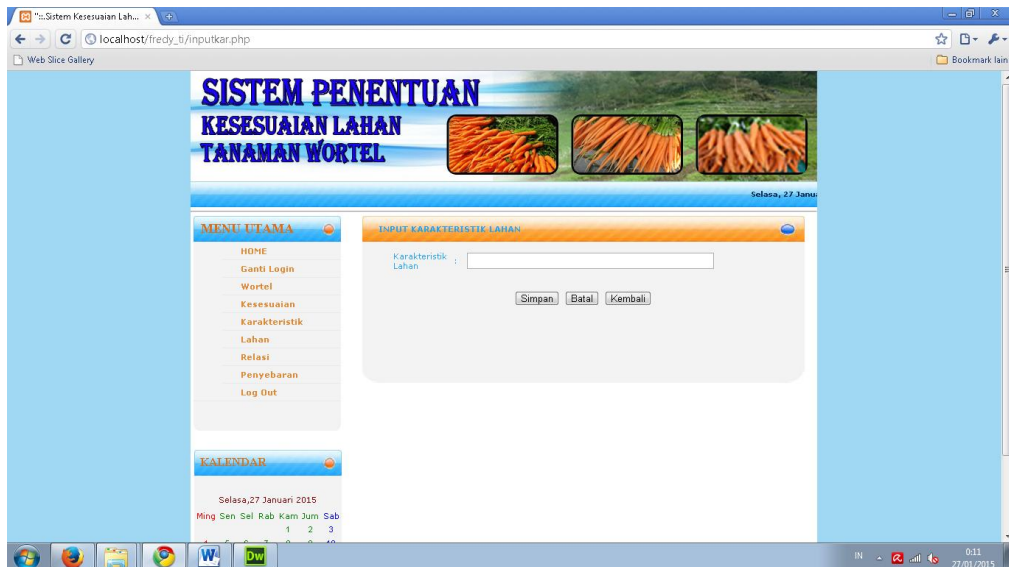 "::.Sistem Kesesuaian Lah...
localhost/fredy_ti/inputkar.php
Web Slice Gallery
Bookmark lain
SISTEM PENENTUAN
KESESUAIAN LAHAN
TANAMAN WORTEL
Selasa, 27 Janua
MENU UTAMA
HOME
Ganti Login
Wortel
Kesesuaian
Karakteristik
Lahan
Relasi
Penyebaran
Log Out
INPUT KARAKTERISTIK LAHAN
Karakteristik
Lahan :
Simpan Batal Kembali
KALENDAR
Selasa,27 Januari 2015
Ming Sen Sel Rab Kam Jum Sab
1 2 3
W
Dw
IN
0:11
27/01/2015